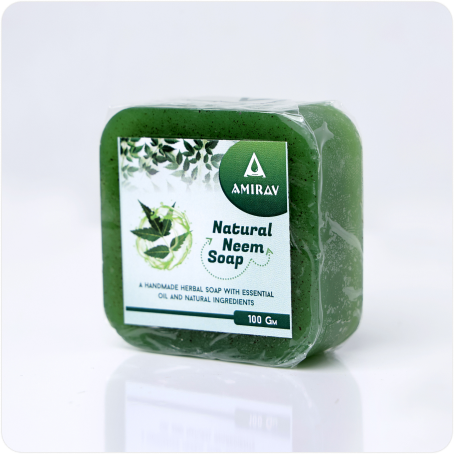 AMIRAV
Natural
Neem
Soap
A HANDMADE HERBAL SOAP WITH ESSENTIAL
OIL AND NATURAL INGREDIENTS
100 GM